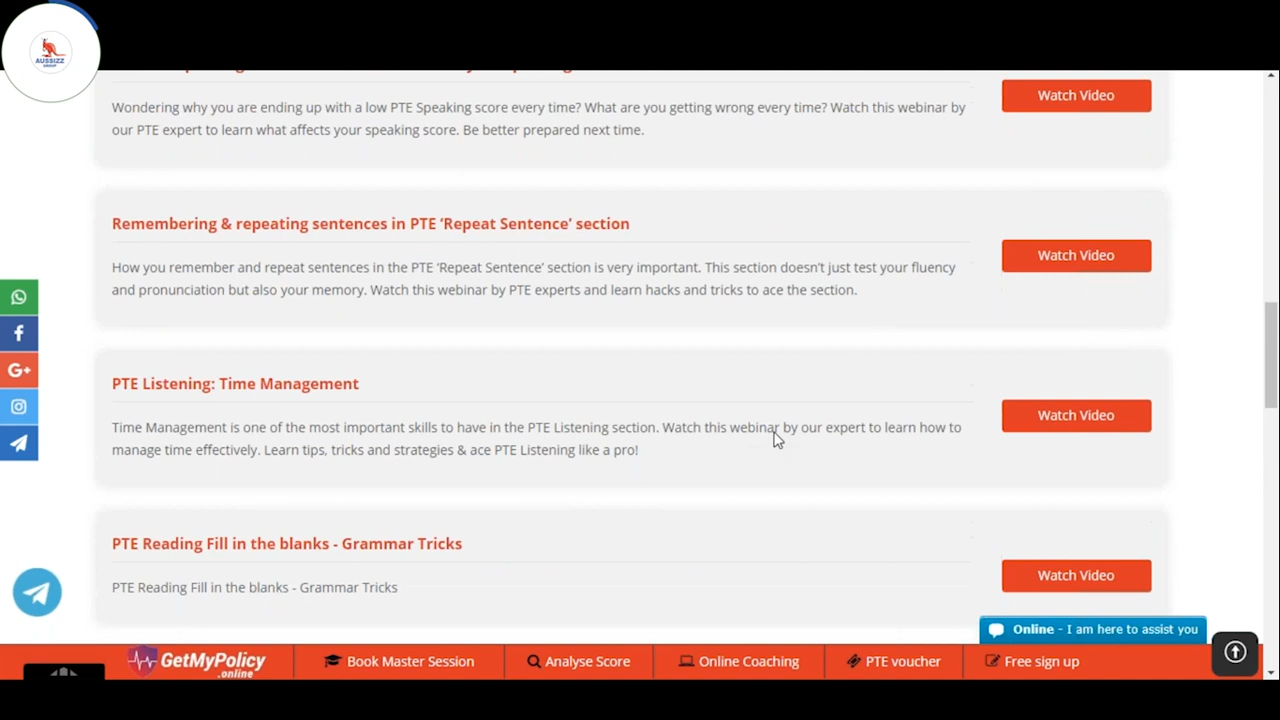 AUSSIZZ
GROUP
Wondering why you are ending up with a low PTE Speaking score every time? What are you getting wrong every time? Watch this webinar by
our PTE expert to learn what affects your speaking score. Be better prepared next time.
Watch Video
Remembering & repeating sentences in PTE ‘Repeat Sentence’ section
How you remember and repeat sentences in the PTE ‘Repeat Sentence’ section is very important. This section doesn’t just test your fluency
and pronunciation but also your memory. Watch this webinar by PTE experts and learn hacks and tricks to ace the section.
Watch Video
PTE Listening: Time Management
Time Management is one of the most important skills to have in the PTE Listening section. Watch this webinar by our expert to learn how to
manage time effectively. Learn tips, tricks and strategies & ace PTE Listening like a pro!
Watch Video
PTE Reading Fill in the blanks - Grammar Tricks
PTE Reading Fill in the blanks - Grammar Tricks
Watch Video
Online - I am here to assist you
GetMyPolicy
.online
Book Master Session
Analyse Score
Online Coaching
PTE voucher
Free sign up